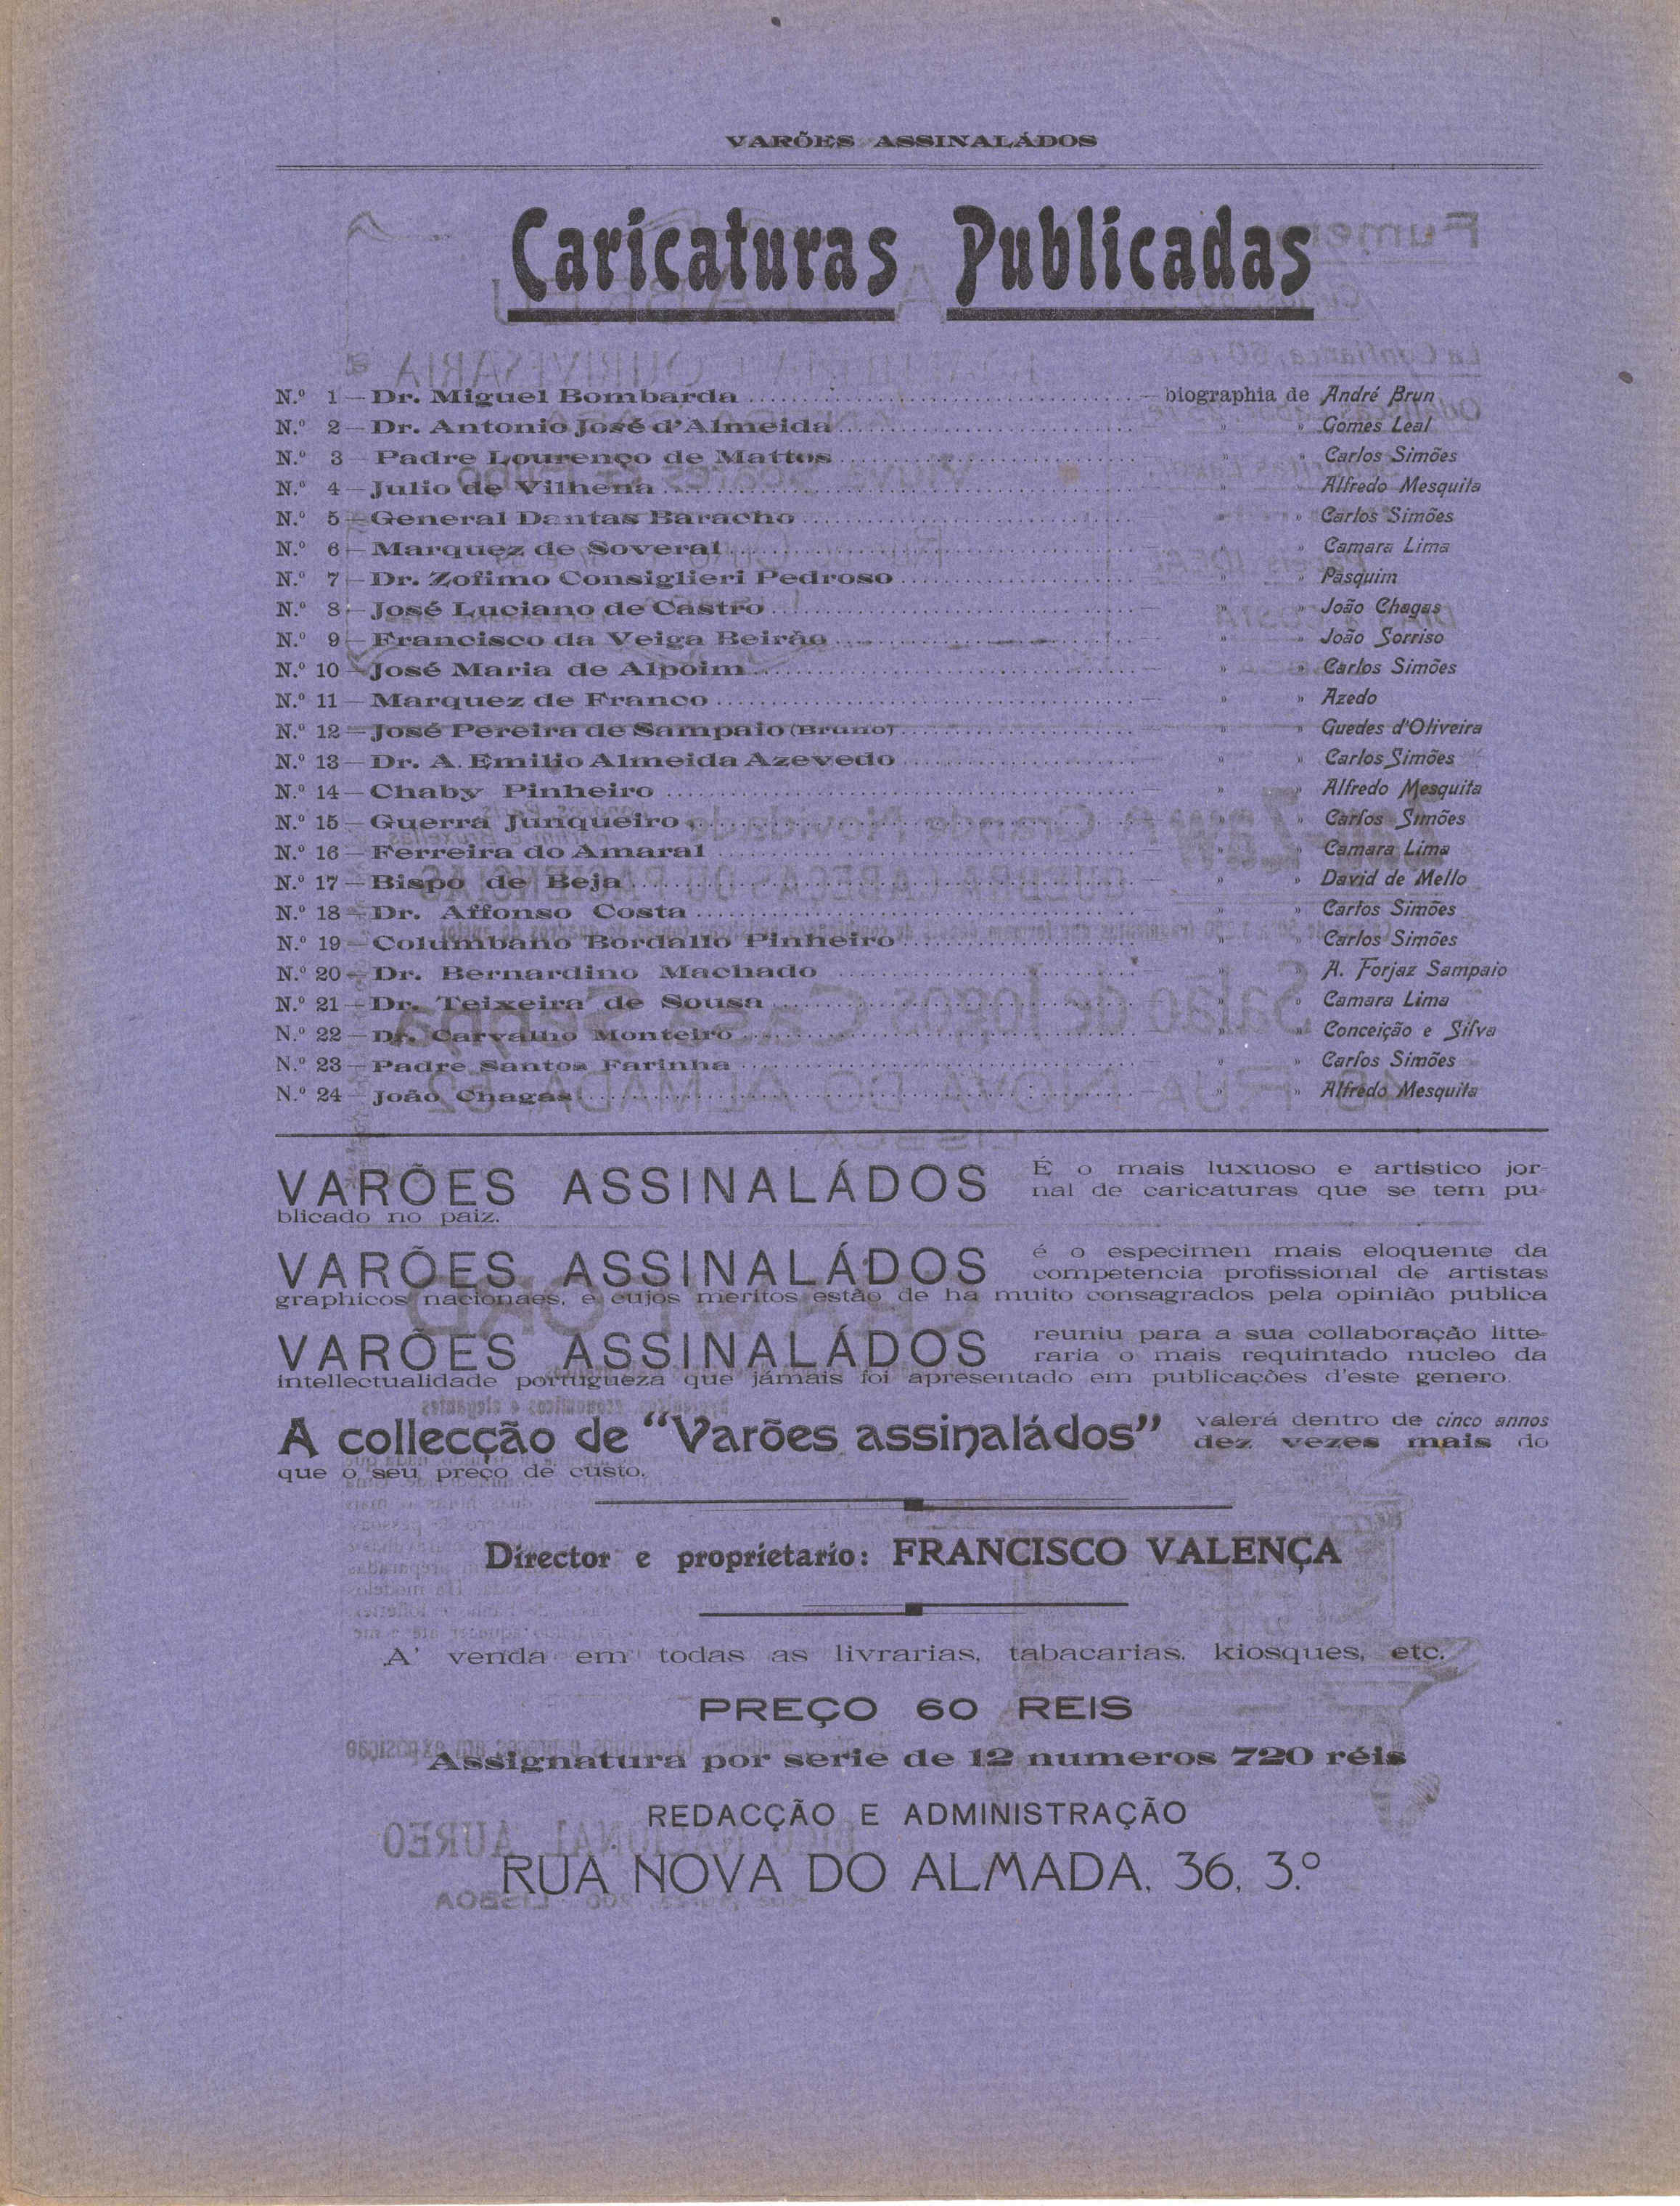 VARÕES ASSINALÁDOS
Caricaturas Publicadas
N.º 1 — Dr. Miguel Bombarda — biographia de André Brun
N.º 2 — Dr. Antonio José d'Almeida — » » Gomes Leal
N.º 3 — Padre Lourenço de Mattos — » » Carlos Simões
N.º 4 — Julio de Vilhena — » » Alfredo Mesquita
N.º 5 — General Dantas Baracho — » » Carlos Simões
N.º 6 — Marquez de Soveral — » » Camara Lima
N.º 7 — Dr. Zofimo Consiglieri Pedroso — » » Pasquim
N.º 8 — José Luciano de Castro — » » João Chagas
N.º 9 — Francisco da Veiga Beirão — » » João Sorriso
N.º 10 — José Maria de Alpoim — » » Carlos Simões
N.º 11 — Marquez de Franco — » » Azedo
N.º 12 — José Pereira de Sampaio (Bruno) — » » Guedes d'Oliveira
N.º 13 — Dr. A. Emilio Almeida Azevedo — » » Carlos Simões
N.º 14 — Chaby Pinheiro — » » Alfredo Mesquita
N.º 15 — Guerra Junqueiro — » » Carlos Simões
N.º 16 — Ferreira do Amaral — » » Camara Lima
N.º 17 — Bispo de Beja — » » David de Mello
N.º 18 — Dr. Affonso Costa — » » Carlos Simões
N.º 19 — Columbano Bordallo Pinheiro — » » Carlos Simões
N.º 20 — Dr. Bernardino Machado — » » A. Forjaz Sampaio
N.º 21 — Dr. Teixeira de Sousa — » » Camara Lima
N.º 22 — Dr. Carvalho Monteiro — » » Conceição e Silva
N.º 23 — Padre Santos Farinha — » » Carlos Simões
N.º 24 — João Chagas — » » Alfredo Mesquita
VARÕES ASSINALÁDOS É o mais luxuoso e artistico jor-
nal de caricaturas que se tem pu-
blicado no paiz.
VARÕES ASSINALÁDOS é o especimen mais eloquente da
competencia profissional de artistas
graphicos nacionaes, e cujos meritos estão de ha muito consagrados pela opinião publica
VARÕES ASSINALÁDOS reuniu para a sua collaboração litte-
raria o mais requintado nucleo da
intellectualidade portugueza que jámais foi apresentado em publicações d'este genero.
A collecção de "Varões assinaládos" valerá dentro de cinco annos
dez vezes mais do
que o seu preço de custo.
Director e proprietario: FRANCISCO VALENÇA
A' venda em todas as livrarias, tabacarias, kiosques, etc.
PREÇO 60 REIS
Assignatura por serie de 12 numeros 720 réis
REDACÇÃO E ADMINISTRAÇÃO
RUA NOVA DO ALMADA, 36, 3.º